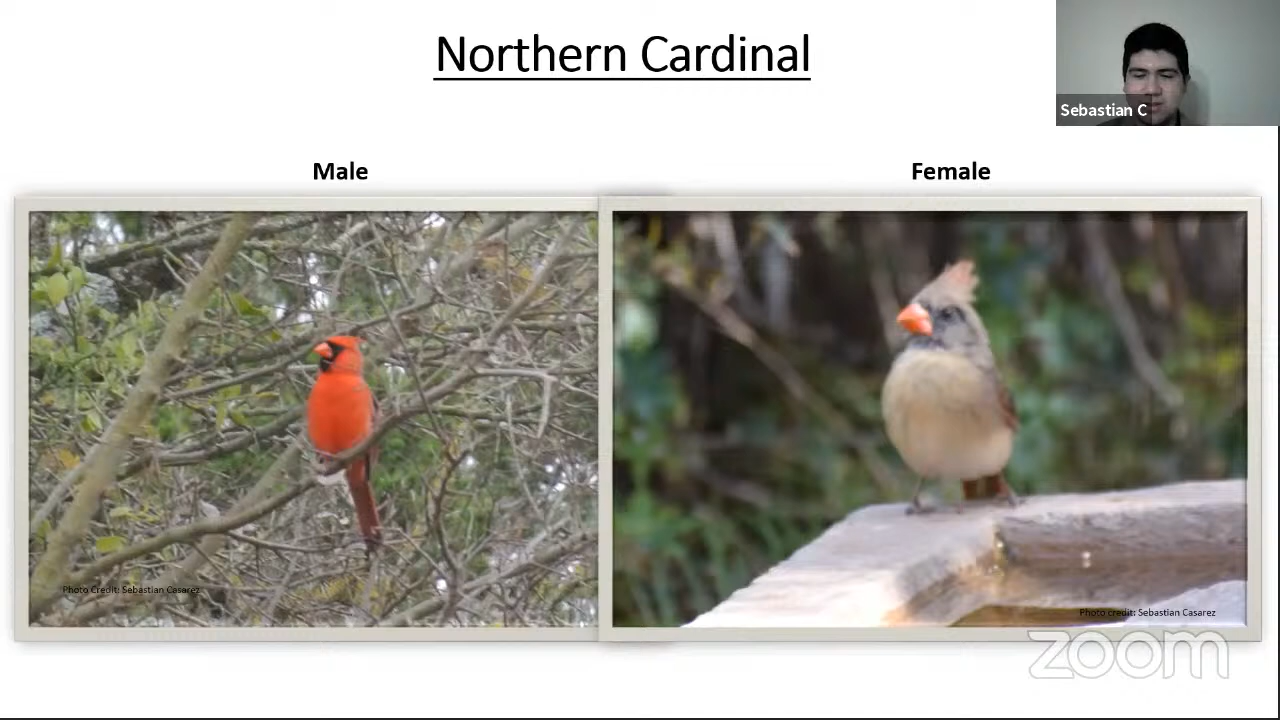 Northern Cardinal
Sebastian C
Male
Female
Photo Credit: Sebastian Casarez
Photo credit: Sebastian Casarez
zoom